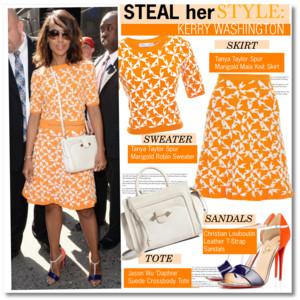 STEAL her STYLE:
KERRY WASHINGTON
SKIRT
Tanya Taylor Spur
Marigold Maia Knit Skirt
SWEATER
Tanya Taylor Spur
Marigold Robin Sweater
SANDALS
Christian Louboutin
Leather T-Strap
Sandals
TOTE
Jason Wu 'Daphne'
Suede Crossbody Tote